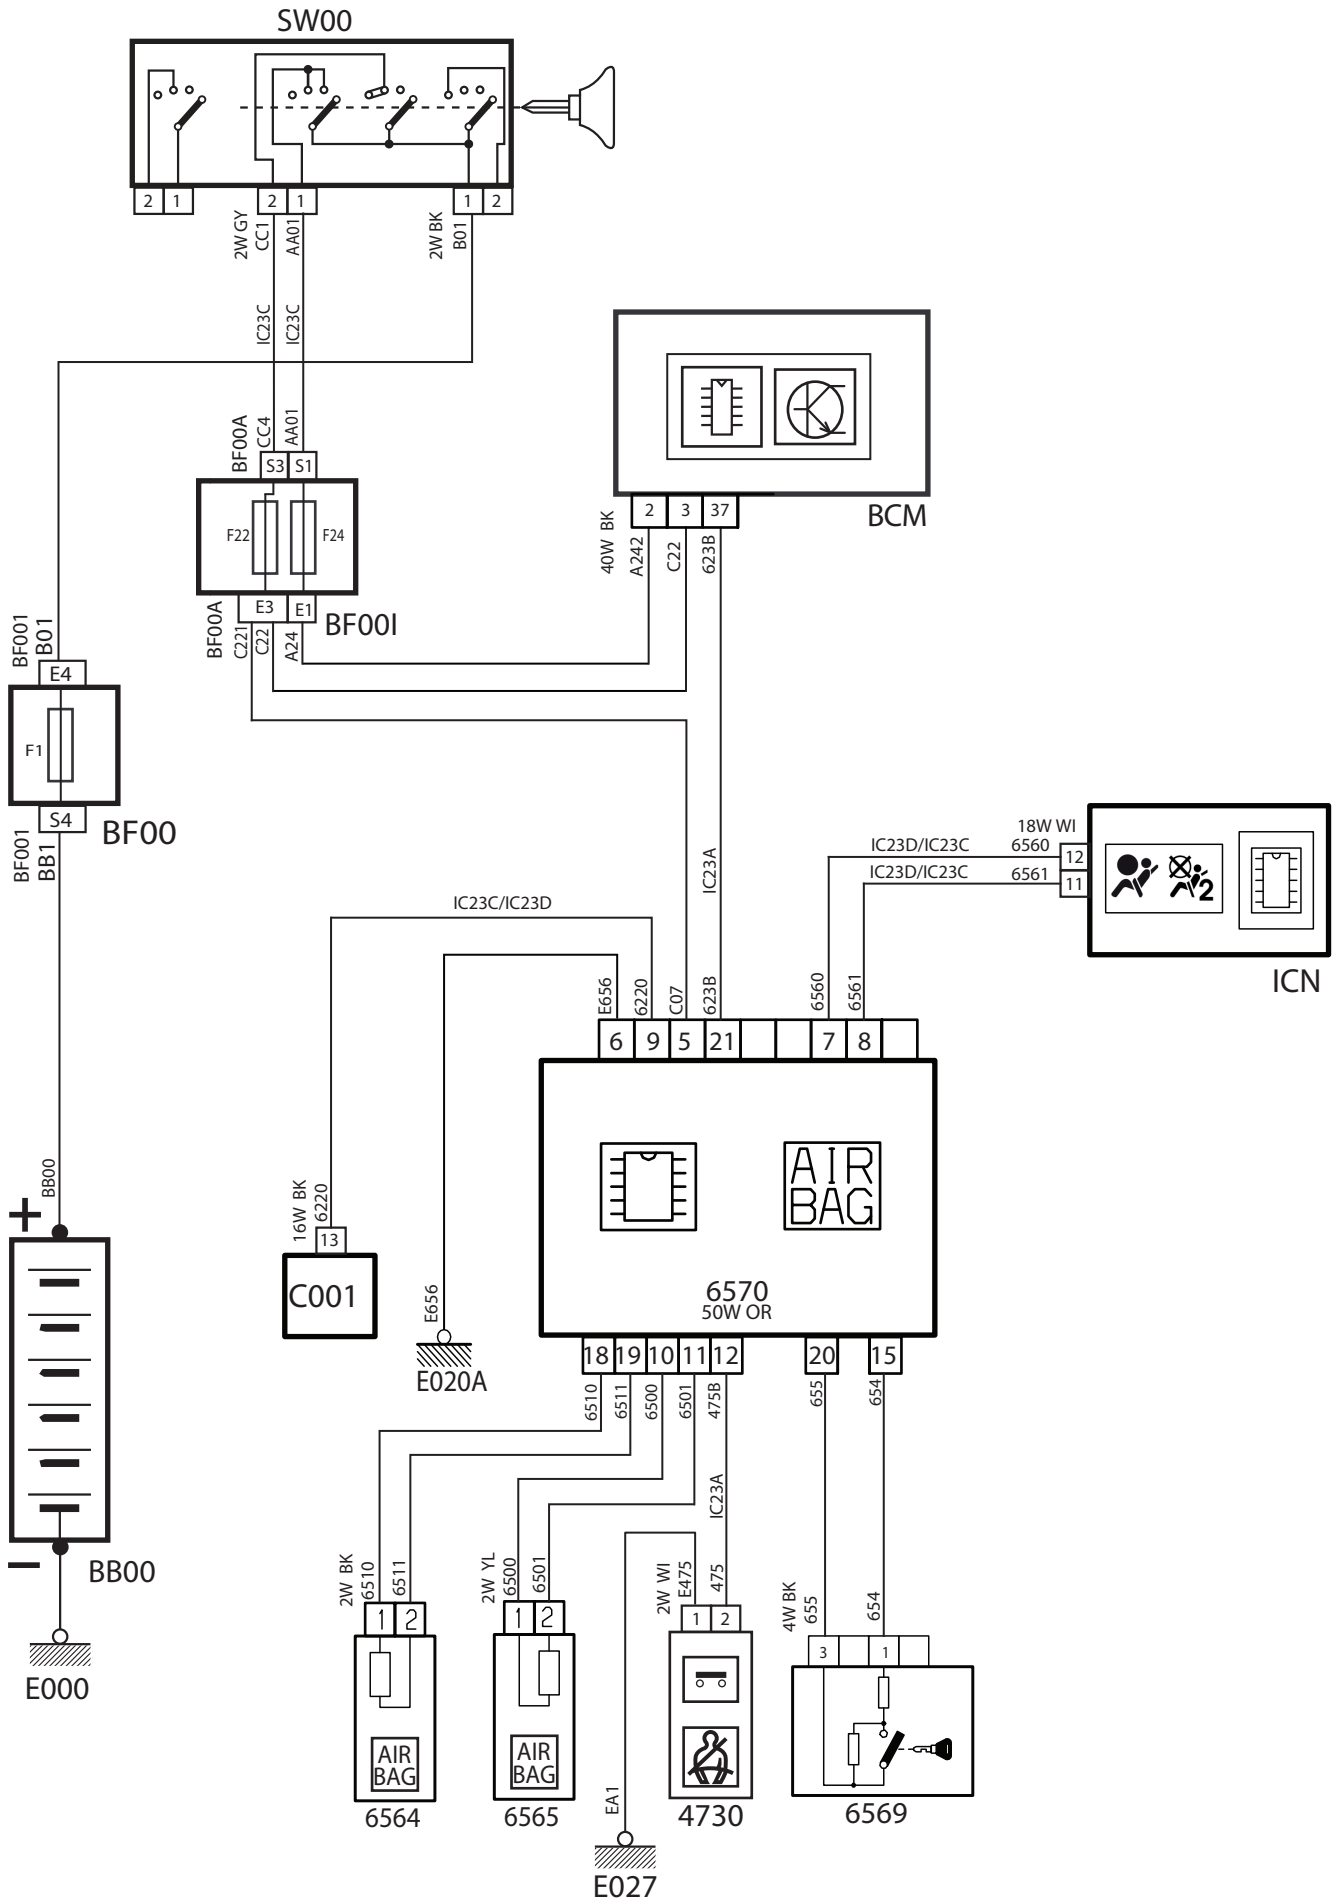 SW00
2 1 2 1 1 2
2W GY CC1 AA01 2W BK B01
IC23C IC23C
BF00A CC4 AA01
S3 S1
F22 F24
E3 E1
BF00I
BF00A C221 C22 A24
BCM
2 3 37
40W BK A242 C22 623B
BF001 B01
E4
F1
S4
BF00
BF001 BB1
IC23A
18W WI
IC23D/IC23C 6560 12
IC23D/IC23C 6561 11
2
ICN
IC23C/IC23D
E656 6220 C07 623B 6560 6561
6 9 5 21 7 8
AIR
BAG
6570
50W OR
BB00
+
16W BK 6220
13
C001
E656
E020A
18 19 10 11 12 20 15
6510 6511 6500 6501 475B 655 654
IC23A
–
BB00
E000
2W BK 6510 6511
1 2
AIR
BAG
6564
2W YL 6500 6501
1 2
AIR
BAG
6565
2W WI E475 475
1 2
4730
EA1
E027
4W BK 655 654
3 1
6569